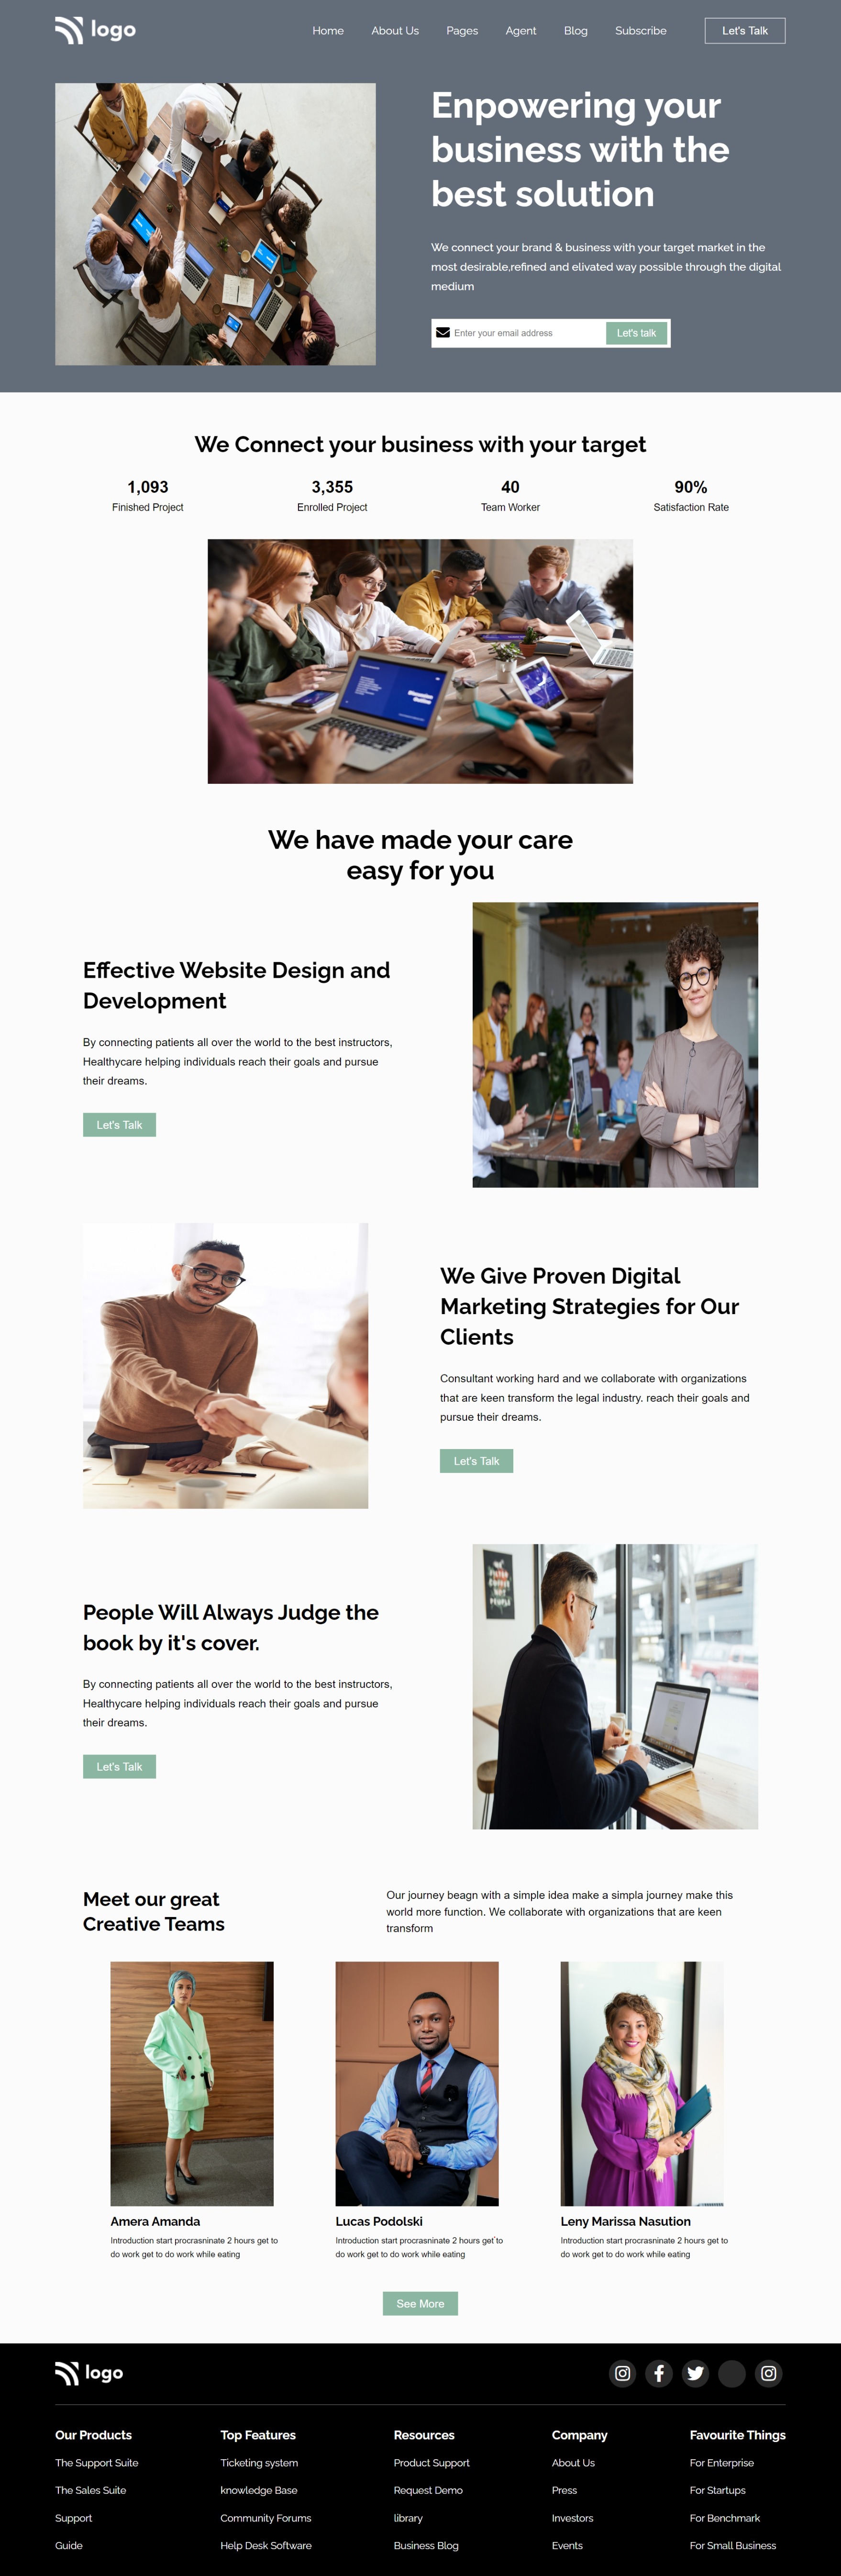 logo
Home About Us Pages Agent Blog Subscribe Let's Talk
Enpowering your
business with the
best solution
We connect your brand & business with your target market in the
most desirable,refined and elivated way possible through the digital
medium
Enter your email address Let's talk
We Connect your business with your target
1,093 3,355 40 90%
Finished Project Enrolled Project Team Worker Satisfaction Rate
We have made your care
easy for you
Effective Website Design and
Development
By connecting patients all over the world to the best instructors,
Healthycare helping individuals reach their goals and pursue
their dreams.
Let's Talk
We Give Proven Digital
Marketing Strategies for Our
Clients
Consultant working hard and we collaborate with organizations
that are keen transform the legal industry. reach their goals and
pursue their dreams.
Let's Talk
People Will Always Judge the
book by it's cover.
By connecting patients all over the world to the best instructors,
Healthycare helping individuals reach their goals and pursue
their dreams.
Let's Talk
Meet our great
Creative Teams
Our journey beagn with a simple idea make a simpla journey make this
world more function. We collaborate with organizations that are keen
transform
Amera Amanda
Introduction start procrasninate 2 hours get to
do work get to do work while eating
Lucas Podolski
Introduction start procrasninate 2 hours get'to
do work get to do work while eating
Leny Marissa Nasution
Introduction start procrasninate 2 hours get to
do work get to do work while eating
See More
logo
Our Products
The Support Suite
The Sales Suite
Support
Guide
Top Features
Ticketing system
knowledge Base
Community Forums
Help Desk Software
Resources
Product Support
Request Demo
library
Business Blog
Company
About Us
Press
Investors
Events
Favourite Things
For Enterprise
For Startups
For Benchmark
For Small Business